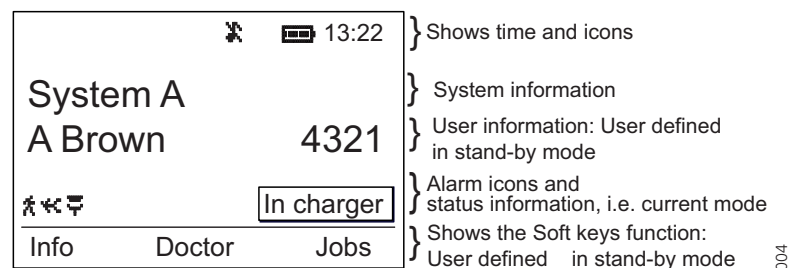 13:22 } Shows time and icons
System A } System information
A Brown 4321 } User information: User defined
in stand-by mode
In charger } Alarm icons and
status information, i.e. current mode
Info Doctor Jobs } Shows the Soft keys function:
User defined in stand-by mode
004